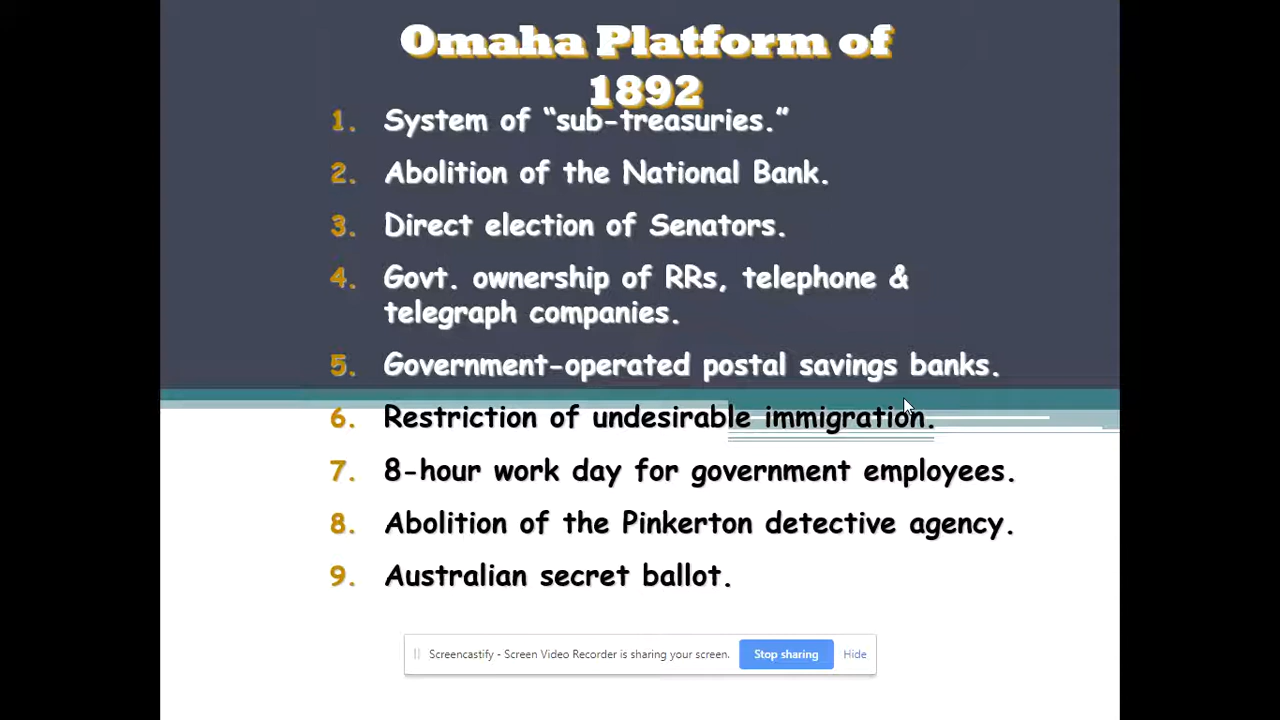 Omaha Platform of
1892
1. System of “sub-treasuries.”
2. Abolition of the National Bank.
3. Direct election of Senators.
4. Govt. ownership of RRs, telephone &
telegraph companies.
5. Government-operated postal savings banks.
6. Restriction of undesirable immigration.
7. 8-hour work day for government employees.
8. Abolition of the Pinkerton detective agency.
9. Australian secret ballot.
Screencastify - Screen Video Recorder is sharing your screen. Stop sharing Hide